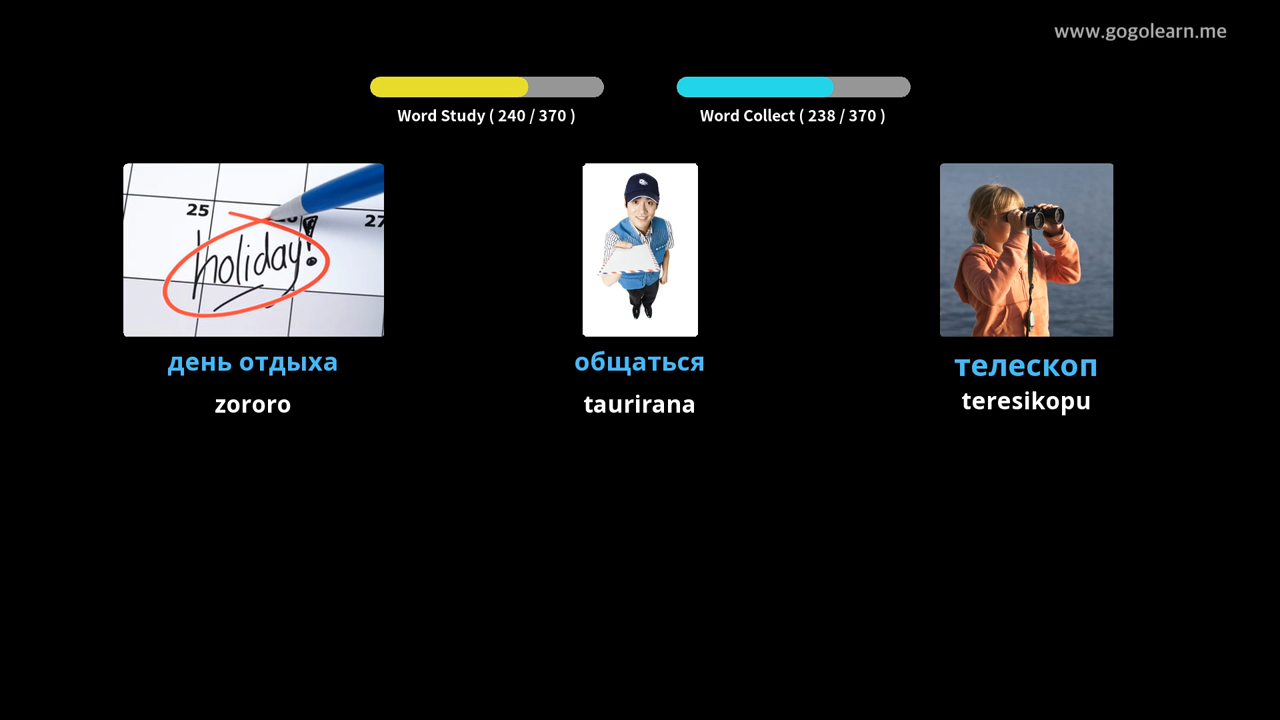 www.gogolearn.me
Word Study ( 240 / 370 )
Word Collect ( 238 / 370 )
25
27
holiday!
день отдыха
общаться
телескоп
zororo
taurirana
teresikopu